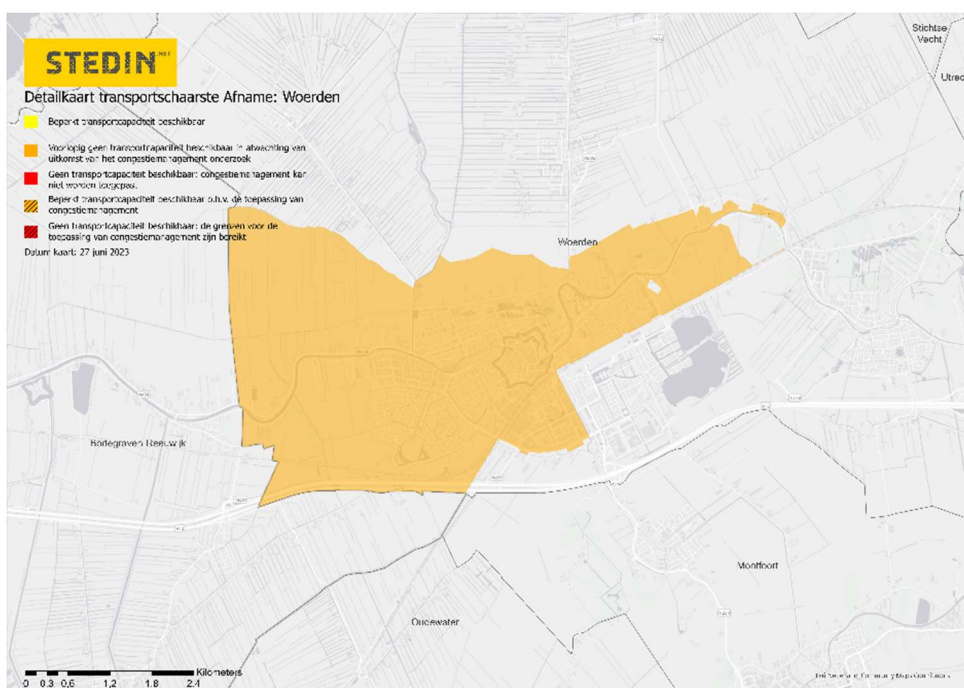 STEDIN.NET
Detailkaart transportschaarste Afname: Woerden
Beperkt transportcapaciteit beschikbaar
Voorlopig geen transportcapaciteit beschikbaar in afwachting van
uitkomst van het congestiemanagement onderzoek
Geen transportcapaciteit beschikbaar: congestiemanagement kan
niet worden toegepas.
Beperkt transportcapaciteit beschikbaar o.b.v. de toepassing van
congestiemanagement
Geen transportcapaciteit beschikbaar: de grenzen voor de
toepassing van congestiemanagement zijn bereikt
Datum kaart: 27 juni 2023
Stichtse
Vecht
Utrec
Woerden
Bodegraven Reeuwijk
Montfoort
Oudewater
Kilometers
0 0,3 0,6 1,2 1,8 2,4